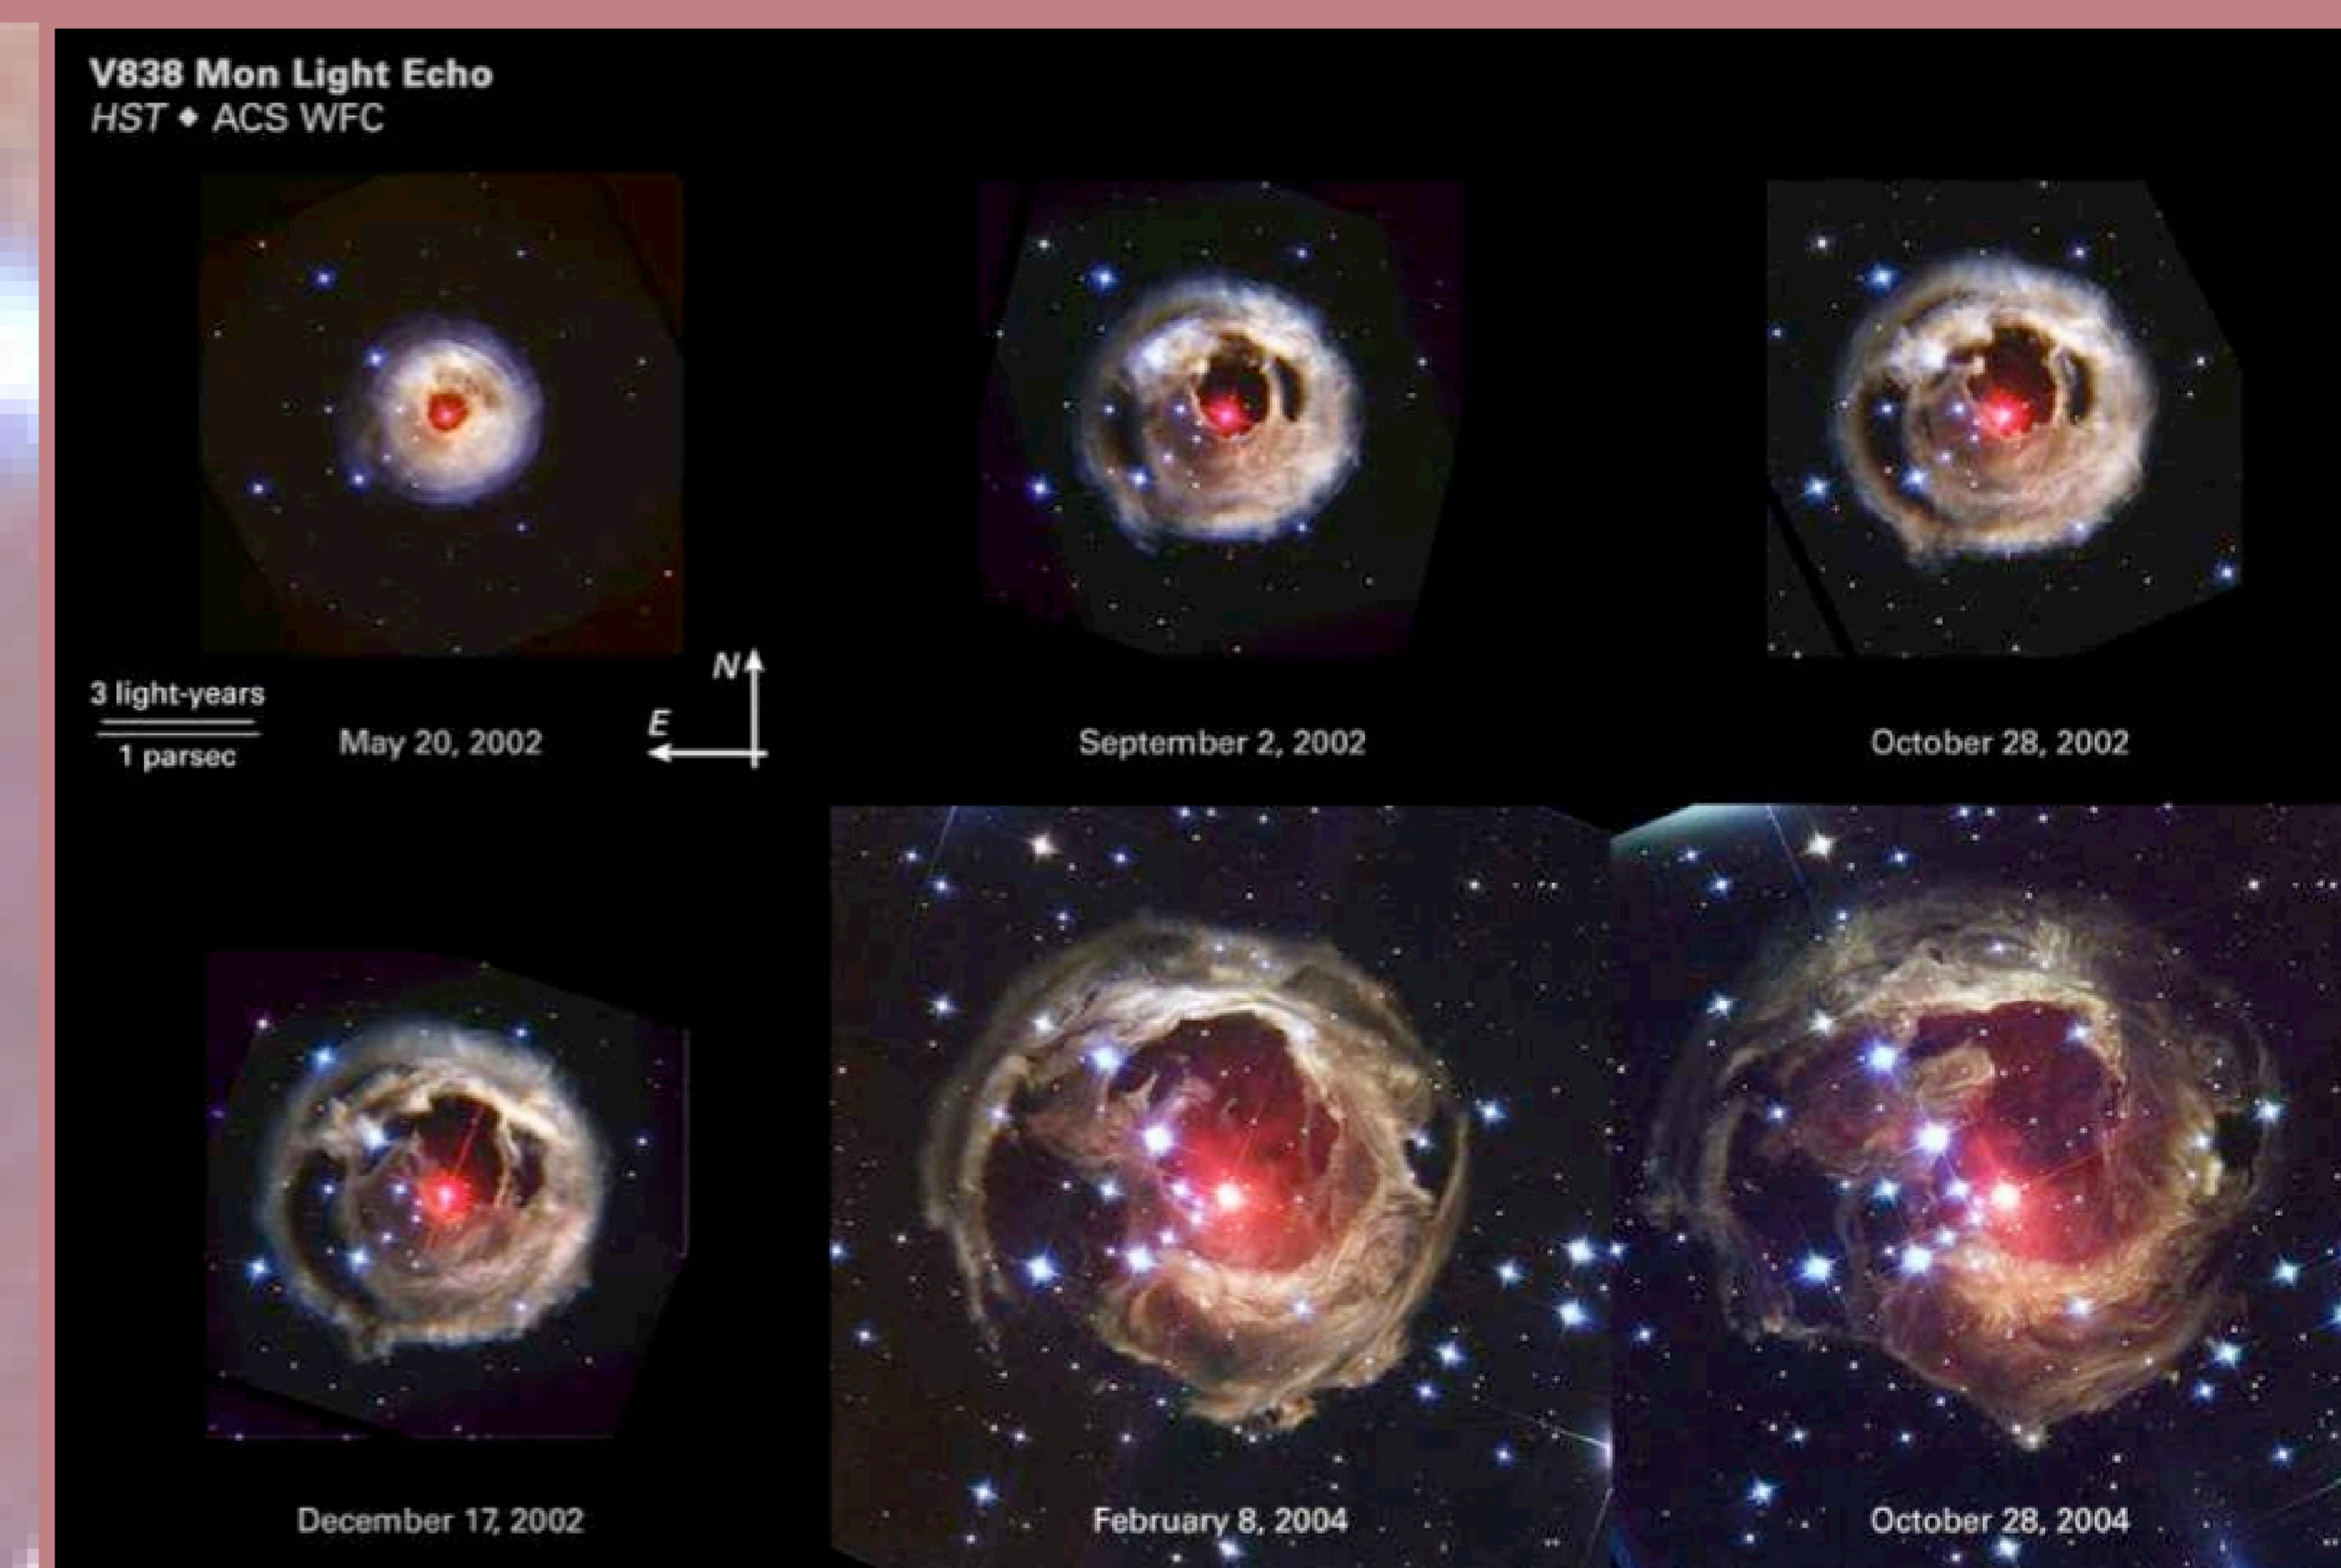 V838 Mon Light Echo
HST ◆ ACS WFC
3 light-years
1 parsec
May 20, 2002
N
E
September 2, 2002
October 28, 2002
December 17, 2002
February 8, 2004
October 28, 2004